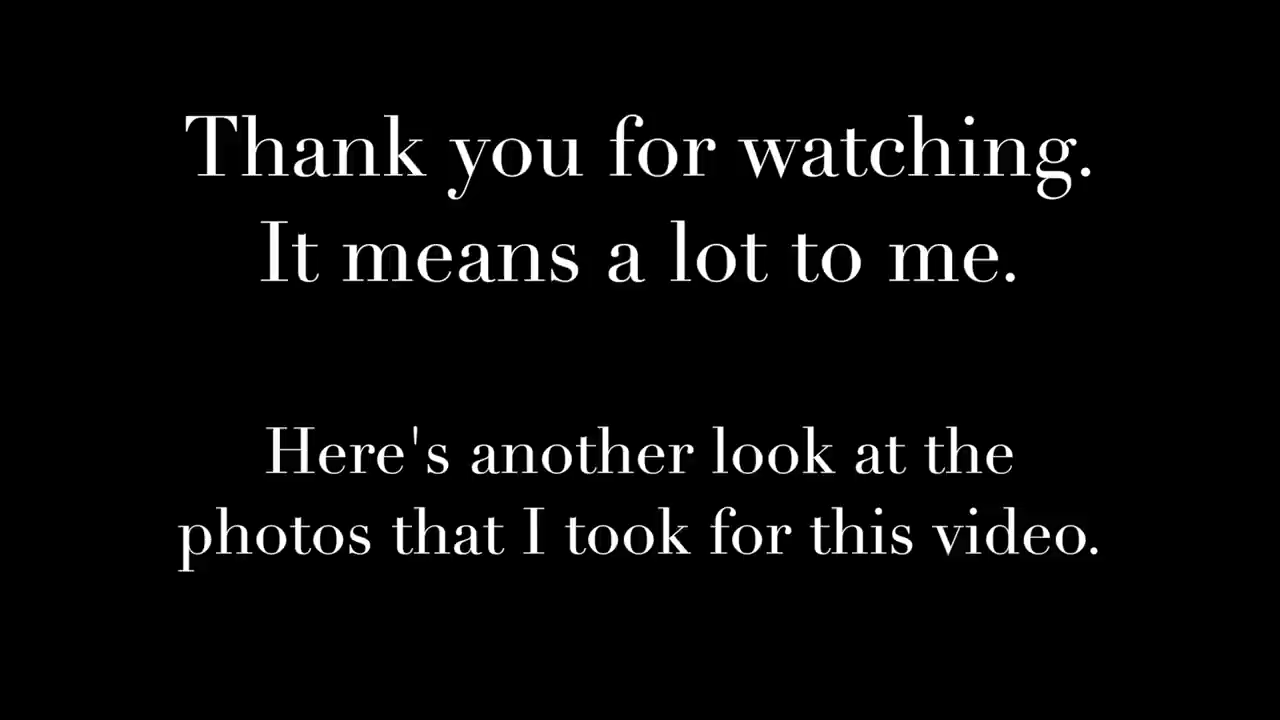 Thank you for watching.
It means a lot to me.
Here's another look at the
photos that I took for this video.